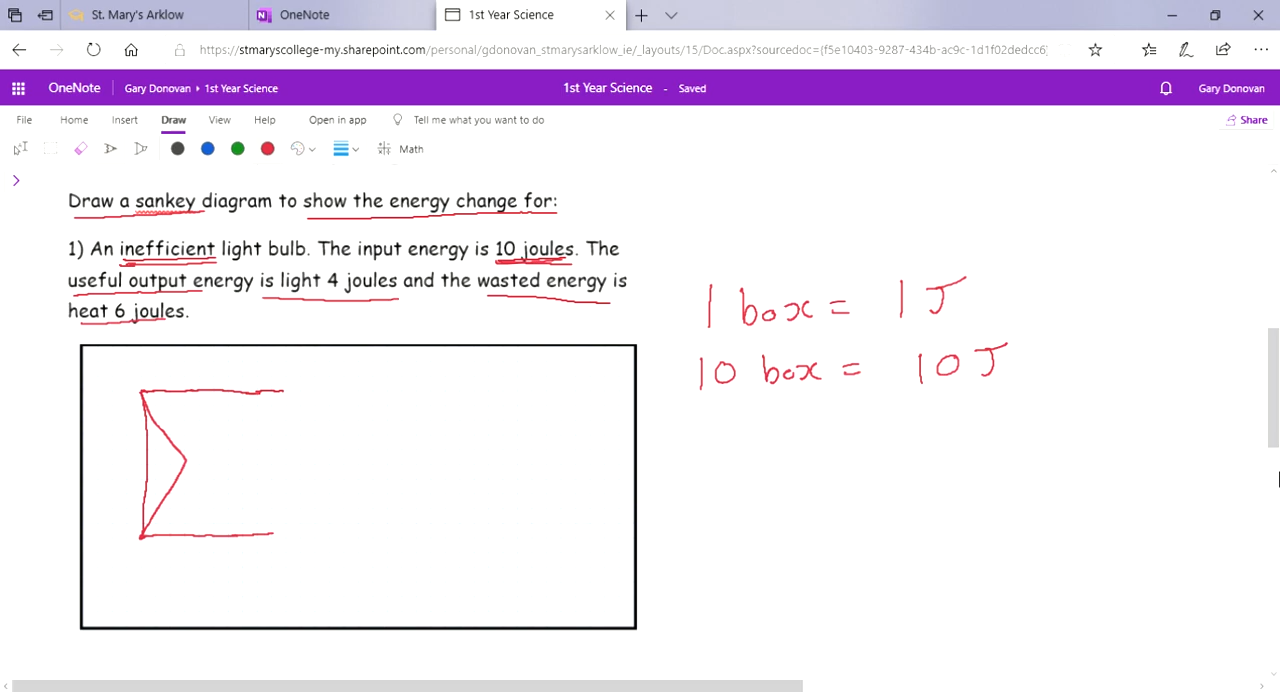 St. Mary's Arklow
OneNote
1st Year Science
https://stmaryscollege-my.sharepoint.com/personal/gdonovan_stmarysarklow_ie/_layouts/15/Doc.aspx?sourcedoc={f5e10403-9287-434b-ac9c-1d1f02dedcc6}
OneNote
Gary Donovan › 1st Year Science
1st Year Science - Saved
Gary Donovan
File Home Insert Draw View Help Open in app Tell me what you want to do
Share
Math
Draw a sankey diagram to show the energy change for:
1) An inefficient light bulb. The input energy is 10 joules. The
useful output energy is light 4 joules and the wasted energy is
heat 6 joules.
1 box = 1 J
10 box = 10 J